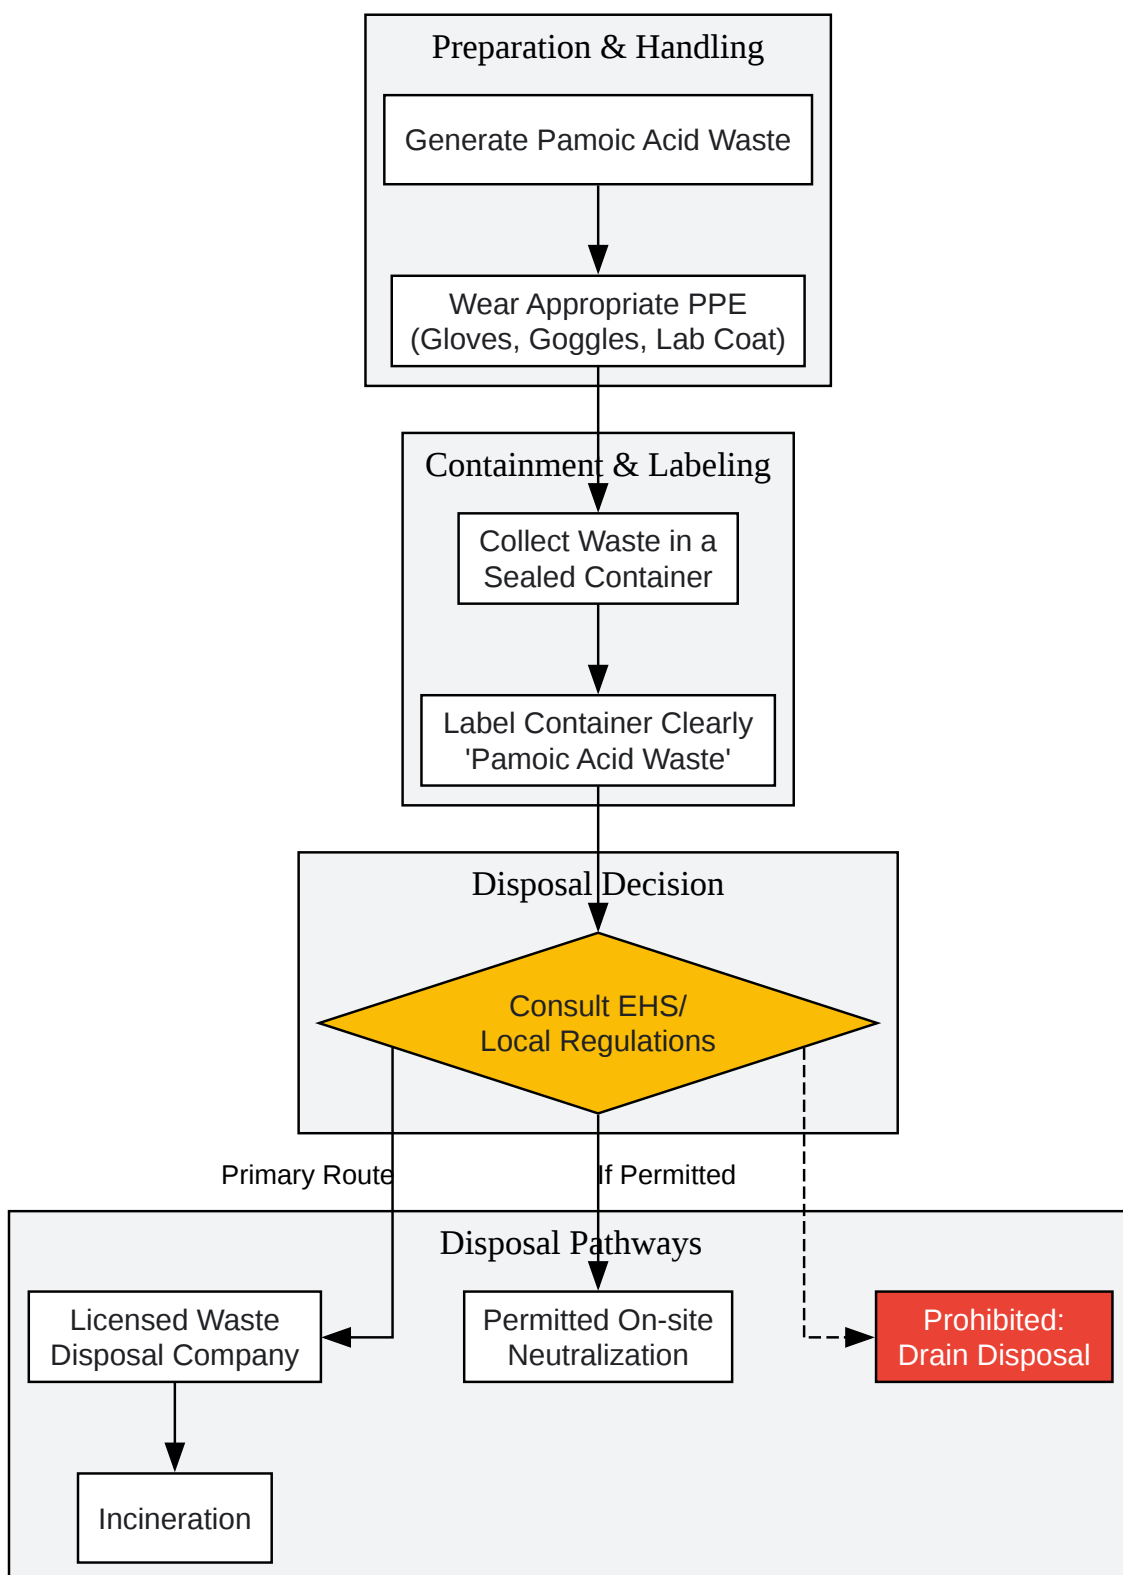 Preparation & Handling
Generate Pamoic Acid Waste
Wear Appropriate PPE
(Gloves, Goggles, Lab Coat)
Containment & Labeling
Collect Waste in a
Sealed Container
Label Container Clearly
'Pamoic Acid Waste'
Disposal Decision
Consult EHS/
Local Regulations
Primary Route
If Permitted
Disposal Pathways
Licensed Waste
Disposal Company
Permitted On-site
Neutralization
Prohibited:
Drain Disposal
Incineration